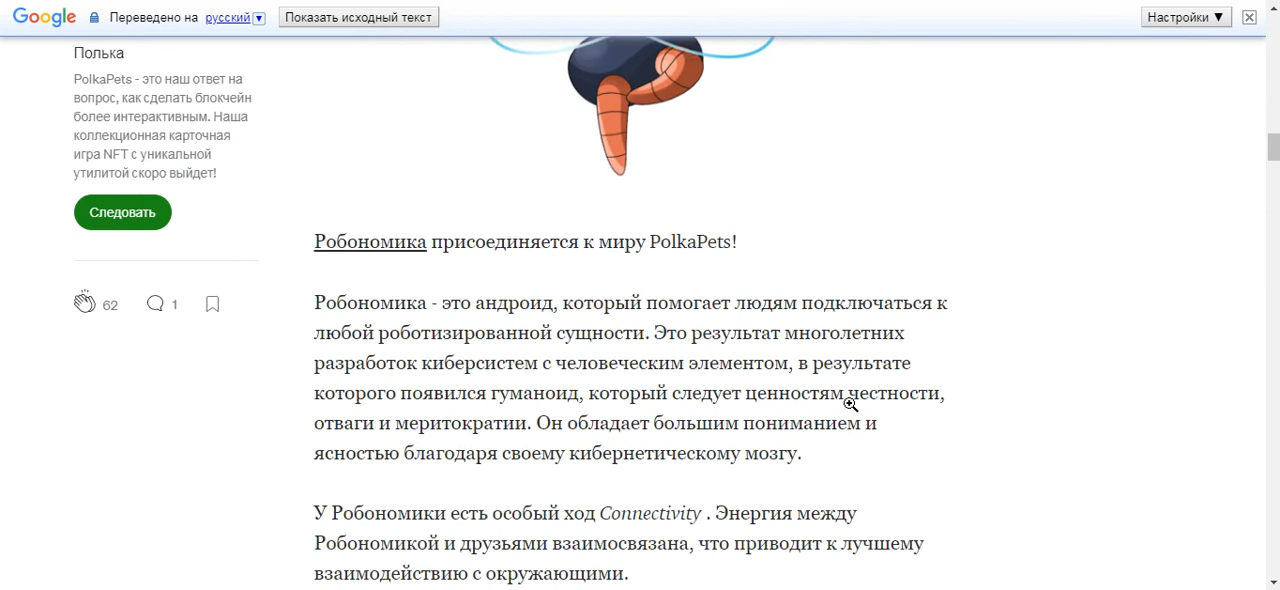 Google Переведено на русский Показать исходный текст Настройки ▼
Полька
PolkaPets - это наш ответ на
вопрос, как сделать блокчейн
более интерактивным. Наша
коллекционная карточная
игра NFT с уникальной
утилитой скоро выйдет!
Следовать
62 1
Робономика присоединяется к миру PolkaPets!
Робономика - это андроид, который помогает людям подключаться к
любой роботизированной сущности. Это результат многолетних
разработок киберсистем с человеческим элементом, в результате
которого появился гуманоид, который следует ценностям честности,
отваги и меритократии. Он обладает большим пониманием и
ясностью благодаря своему кибернетическому мозгу.
У Робономики есть особый ход Connectivity . Энергия между
Робономикой и друзьями взаимосвязана, что приводит к лучшему
взаимодействию с окружающими.